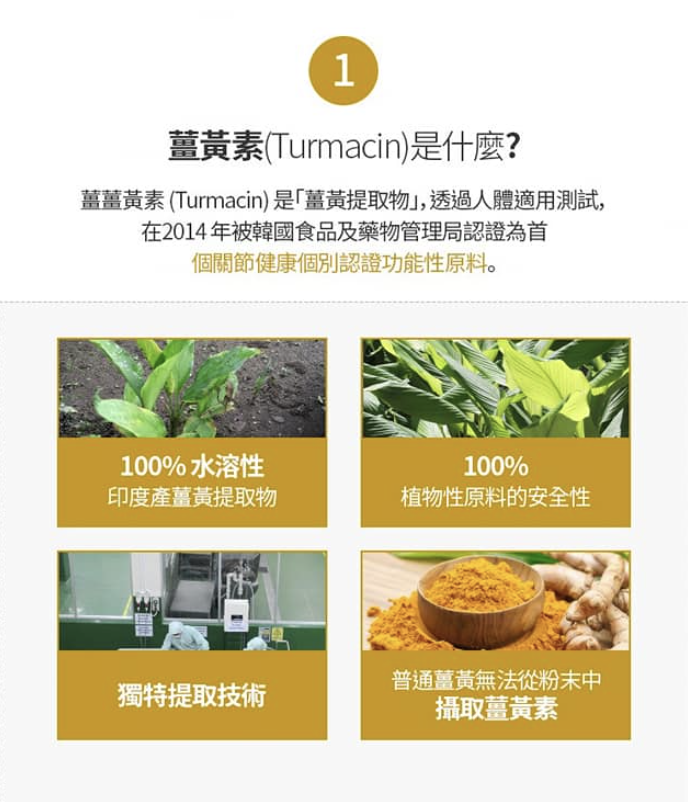 1
薑黃素(Turmacin)是什麼?
薑薑黃素 (Turmacin) 是「薑黃提取物」, 透過人體適用測試,
在2014 年被韓國食品及藥物管理局認證為首
個關節健康個別認證功能性原料。
100% 水溶性
印度產薑黃提取物
100%
植物性原料的安全性
獨特提取技術
普通薑黃無法從粉末中
攝取薑黃素